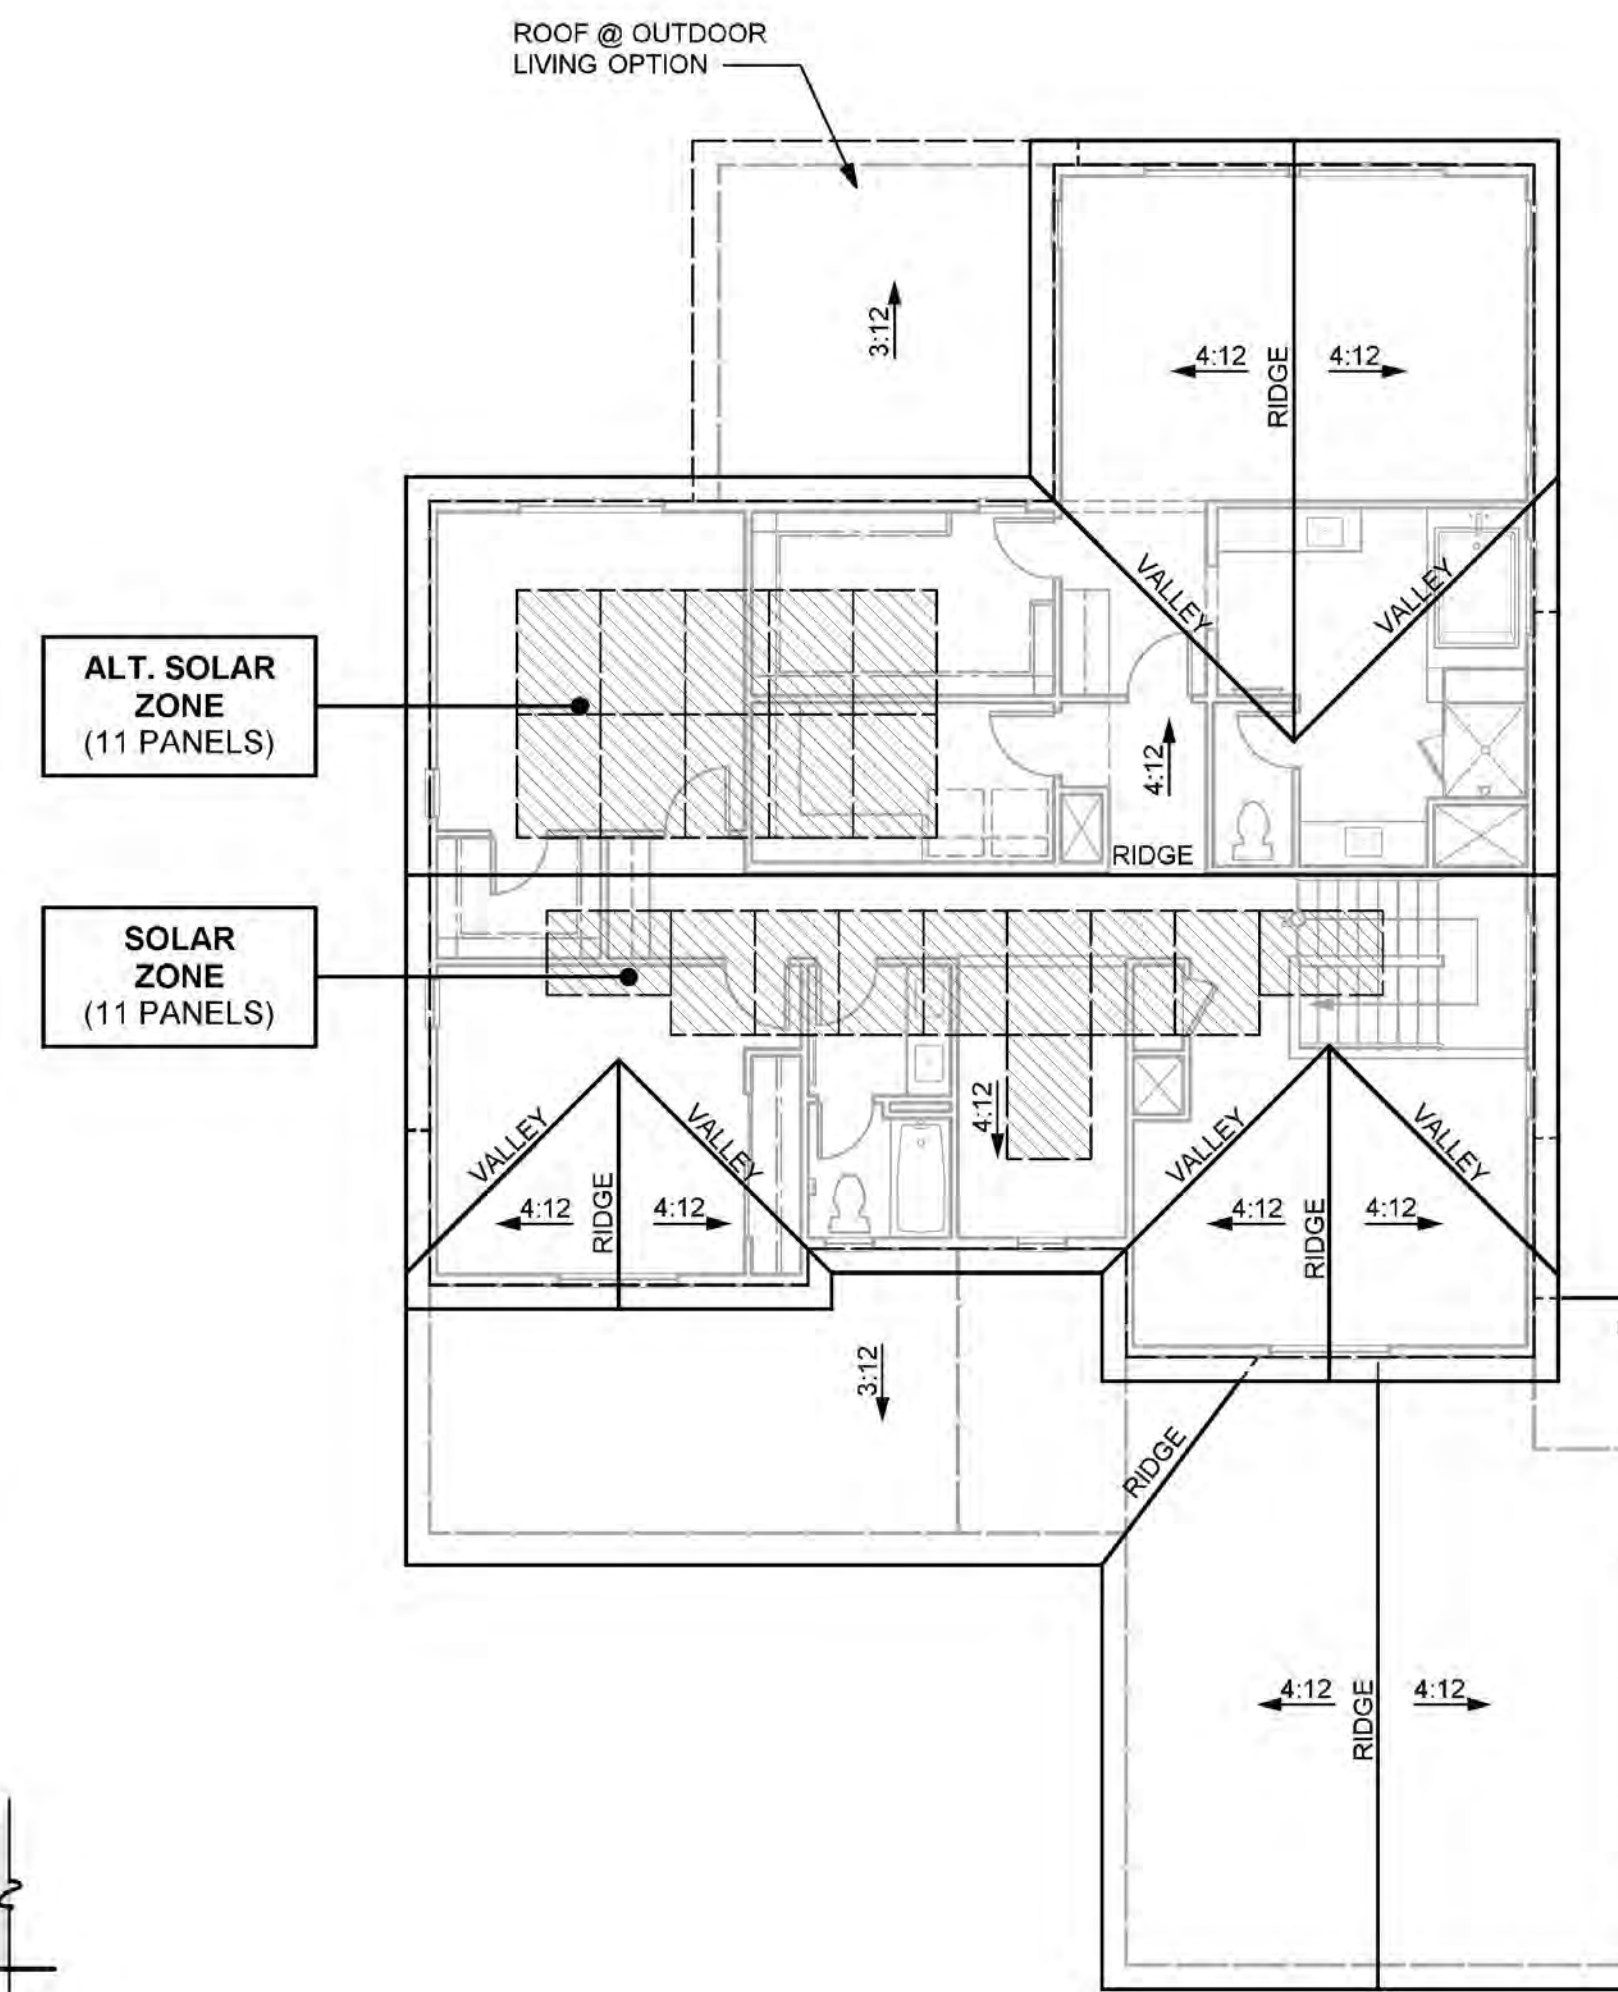 ROOF @ OUTDOOR
LIVING OPTION
3:12
4:12
RIDGE
4:12
VALLEY
VALLEY
ALT. SOLAR
ZONE
(11 PANELS)
4:12
RIDGE
SOLAR
ZONE
(11 PANELS)
4:12
VALLEY
VALLEY
VALLEY
VALLEY
4:12
RIDGE
4:12
4:12
RIDGE
4:12
3:12
RIDGE
4:12
RIDGE
4:12